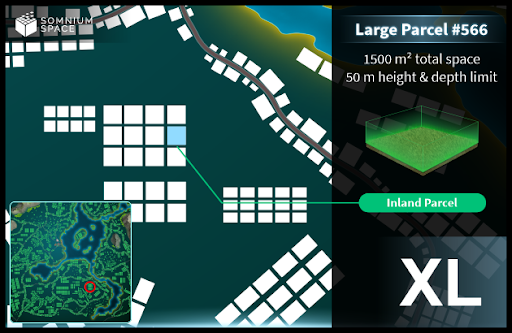 SOMNIUM
SPACE
Large Parcel #566
1500 m² total space
50 m height & depth limit
Inland Parcel
XL